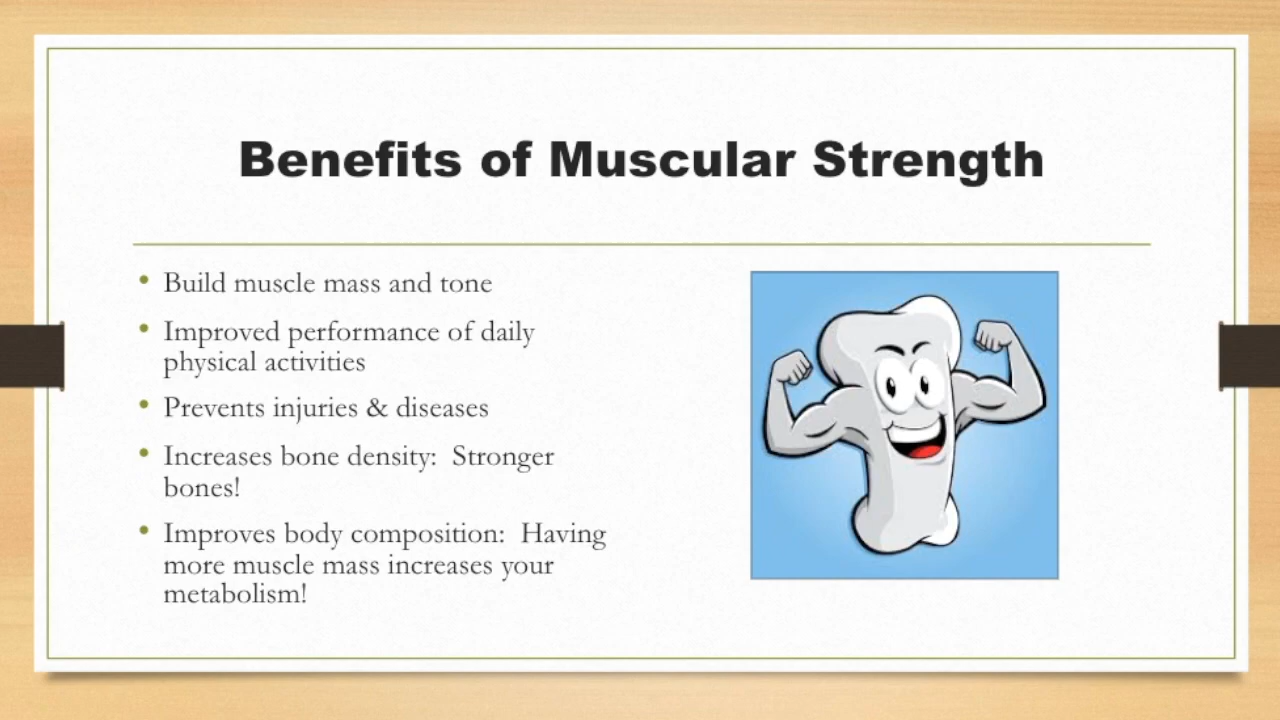 Benefits of Muscular Strength
• Build muscle mass and tone
• Improved performance of daily
physical activities
• Prevents injuries & diseases
• Increases bone density:  Stronger
bones!
• Improves body composition:  Having
more muscle mass increases your
metabolism!